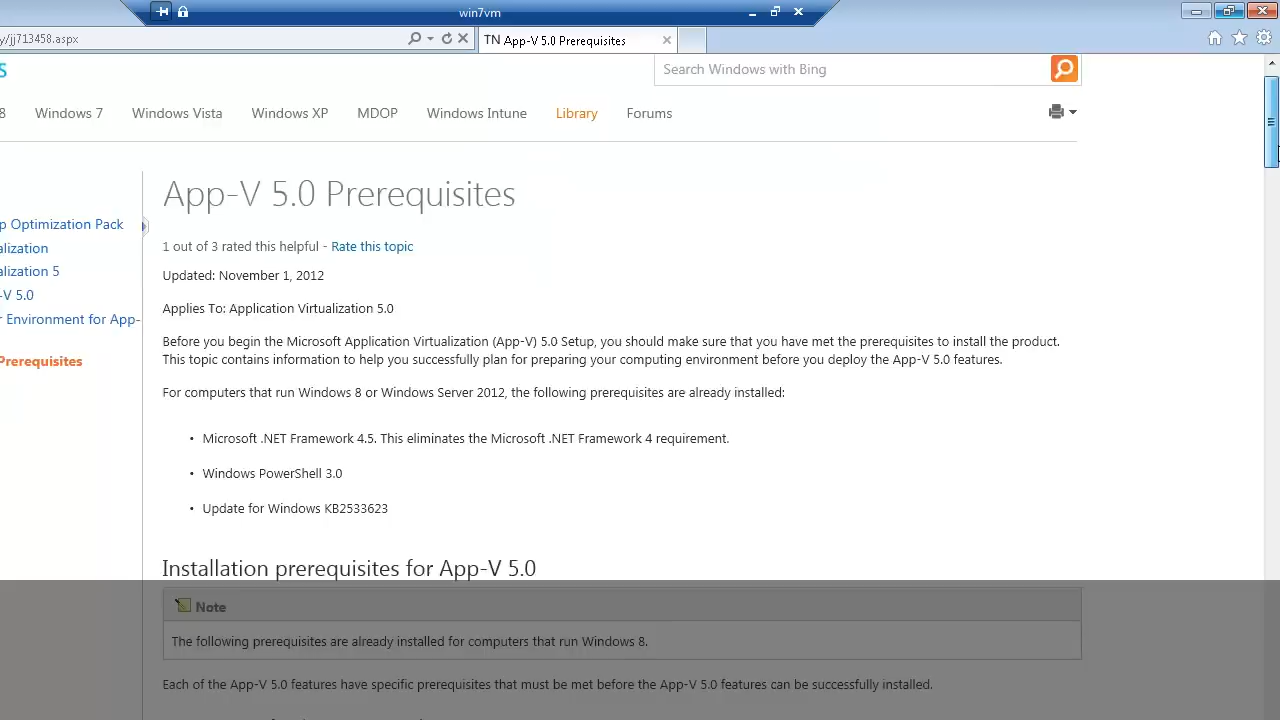 win7vm
y/jj713458.aspx
TN App-V 5.0 Prerequisites
S
Search Windows with Bing
8 Windows 7 Windows Vista Windows XP MDOP Windows Intune Library Forums
App-V 5.0 Prerequisites
p Optimization Pack
alization
alization 5
-V 5.0
r Environment for App-
Prerequisites
1 out of 3 rated this helpful - Rate this topic
Updated: November 1, 2012
Applies To: Application Virtualization 5.0
Before you begin the Microsoft Application Virtualization (App-V) 5.0 Setup, you should make sure that you have met the prerequisites to install the product.
This topic contains information to help you successfully plan for preparing your computing environment before you deploy the App-V 5.0 features.
For computers that run Windows 8 or Windows Server 2012, the following prerequisites are already installed:
• Microsoft .NET Framework 4.5. This eliminates the Microsoft .NET Framework 4 requirement.
• Windows PowerShell 3.0
• Update for Windows KB2533623
Installation prerequisites for App-V 5.0
Note
The following prerequisites are already installed for computers that run Windows 8.
Each of the App-V 5.0 features have specific prerequisites that must be met before the App-V 5.0 features can be successfully installed.